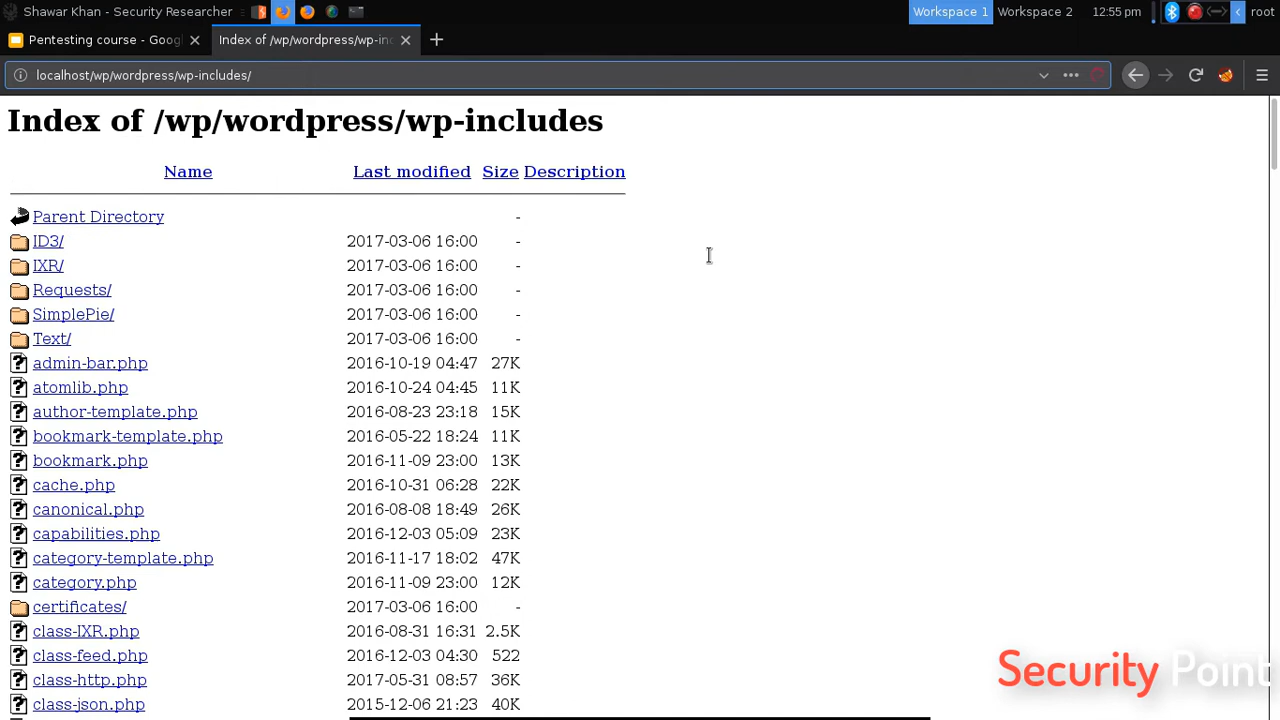 Shawar Khan - Security Researcher
Workspace 1 Workspace 2 12:55 pm root
Pentesting course - Goog
Index of /wp/wordpress/wp-inc
localhost/wp/wordpress/wp-includes/
Index of /wp/wordpress/wp-includes
Name Last modified Size Description
Parent Directory -
ID3/ 2017-03-06 16:00 -
IXR/ 2017-03-06 16:00 -
Requests/ 2017-03-06 16:00 -
SimplePie/ 2017-03-06 16:00 -
Text/ 2017-03-06 16:00 -
admin-bar.php 2016-10-19 04:47 27K
atomlib.php 2016-10-24 04:45 11K
author-template.php 2016-08-23 23:18 15K
bookmark-template.php 2016-05-22 18:24 11K
bookmark.php 2016-11-09 23:00 13K
cache.php 2016-10-31 06:28 22K
canonical.php 2016-08-08 18:49 26K
capabilities.php 2016-12-03 05:09 23K
category-template.php 2016-11-17 18:02 47K
category.php 2016-11-09 23:00 12K
certificates/ 2017-03-06 16:00 -
class-IXR.php 2016-08-31 16:31 2.5K
class-feed.php 2016-12-03 04:30 522
class-http.php 2017-05-31 08:57 36K
class-json.php 2015-12-06 21:23 40K
Security Point